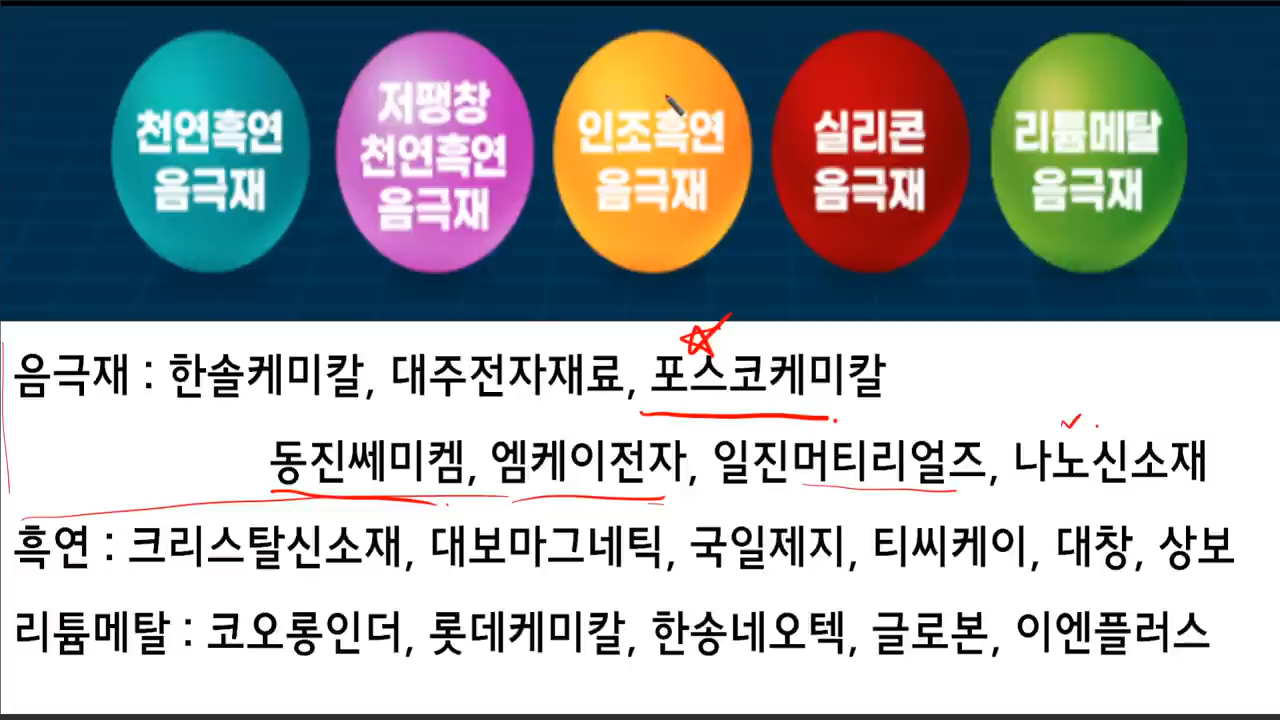 천연흑연
음극재
저팽창
천연흑연
음극재
인조흑연
음극재
실리콘
음극재
리튬메탈
음극재
음극재 : 한솔케미칼, 대주전자재료, 포스코케미칼
동진쎄미켐, 엠케이전자, 일진머티리얼즈, 나노신소재
흑연 : 크리스탈신소재, 대보마그네틱, 국일제지, 티씨케이, 대창, 상보
리튬메탈 : 코오롱인더, 롯데케미칼, 한송네오텍, 글로본, 이엔플러스